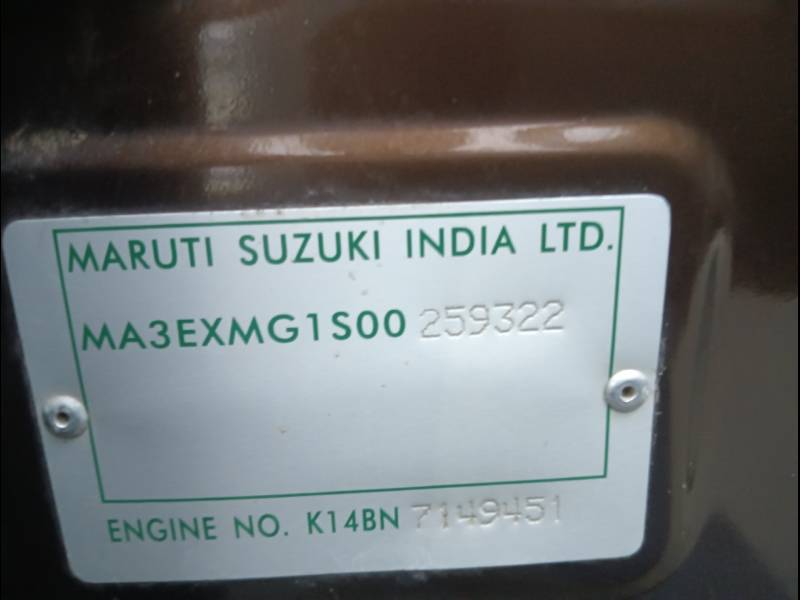 MARUTI SUZUKI INDIA LTD.
MA3EXMG1S00 259322
ENGINE NO. K14BN 7149451